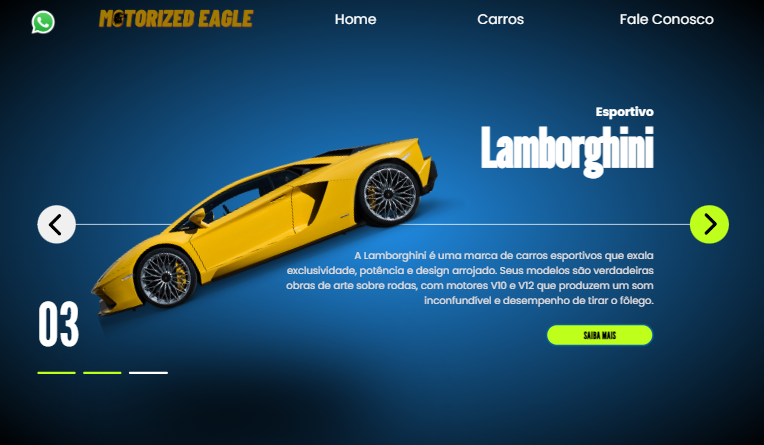 MOTORIZED EAGLE
Home
Carros
Fale Conosco
Esportivo
Lamborghini
A Lamborghini é uma marca de carros esportivos que exala
exclusividade, potência e design arrojado. Seus modelos são verdadeiras
obras de arte sobre rodas, com motores V10 e V12 que produzem um som
inconfundível e desempenho de tirar o fôlego.
03
SAIBA MAIS